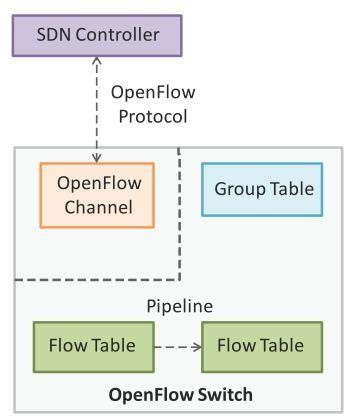 SDN Controller
OpenFlow
Protocol
OpenFlow
Channel
Group Table
Pipeline
Flow Table
Flow Table
OpenFlow Switch